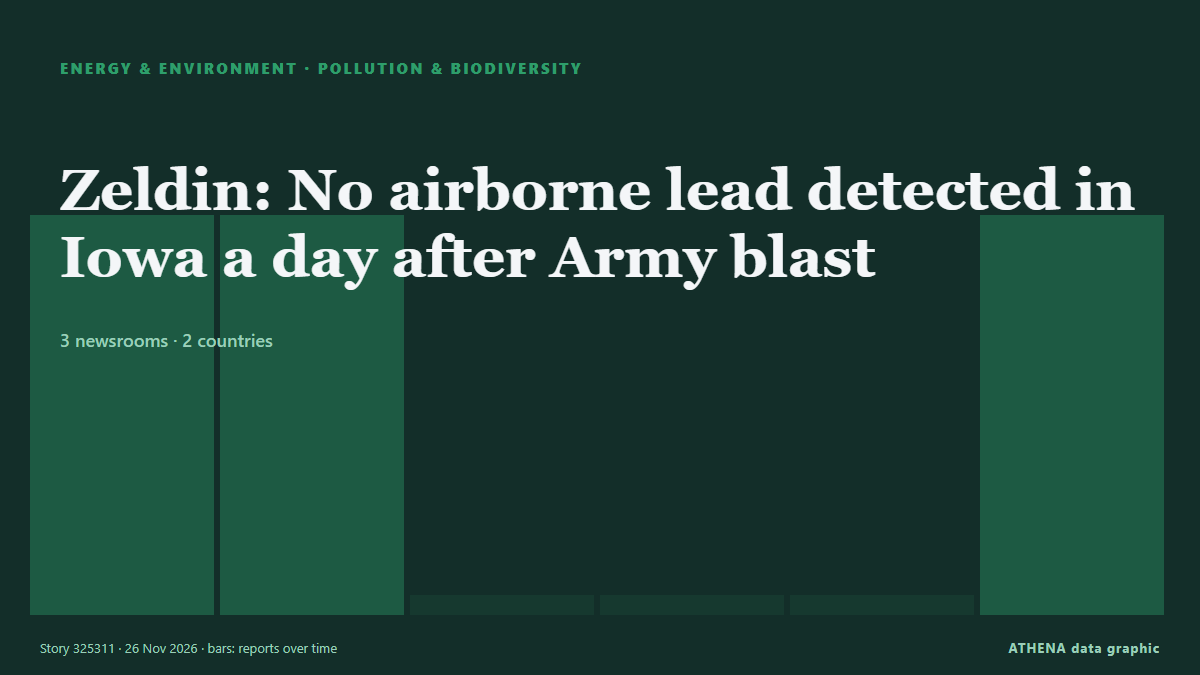 ENERGY & ENVIRONMENT · POLLUTION & BIODIVERSITY
Zeldin: No airborne lead detected in
Iowa a day after Army blast
3 newsrooms · 2 countries
Story 325311 · 26 Nov 2026 · bars: reports over time
ATHENA data graphic